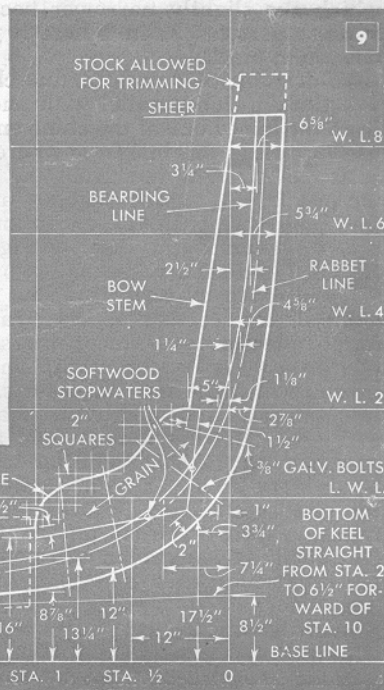 9
STOCK ALLOWED
FOR TRIMMING
SHEER
6⅝"
W. L. 8
3¼"
BEARDING
LINE
5¾"
W. L. 6
2½"
RABBET
LINE
BOW
STEM
4⅝"
W. L. 4
1¼"
SOFTWOOD
STOPWATERS
5"
1⅛"
W. L. 2
2"
SQUARES
2⅞"
1½"
GRAIN
⅜" GALV. BOLTS
L. W. L
1"
3¾"
2"
BOTTOM
OF KEEL
STRAIGHT
FROM STA. 2
TO 6½" FOR-
WARD OF
STA. 10
7¼"
8⅞"
12"
17½"
8½"
16"
13¼"
12"
BASE LINE
STA. 1
STA. ½
0